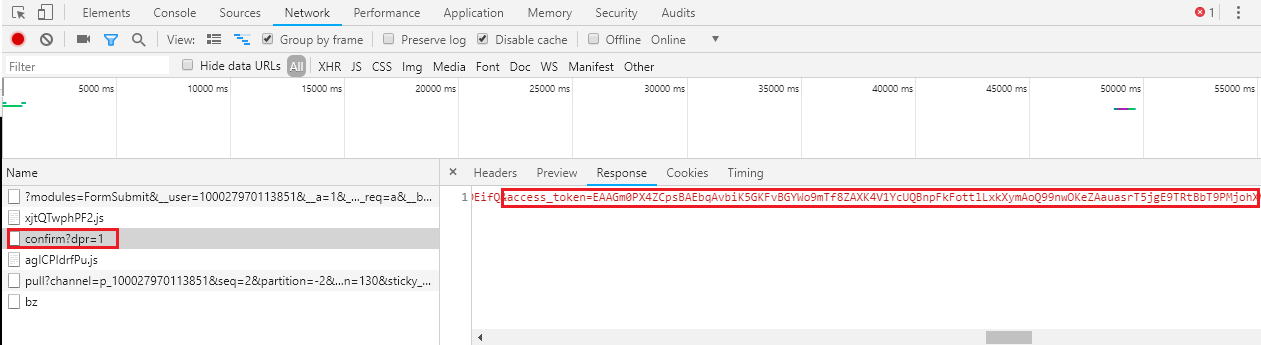 Elements Console Sources Network Performance Application Memory Security Audits 1
View: Group by frame Preserve log Disable cache Offline Online
Filter Hide data URLs All XHR JS CSS Img Media Font Doc WS Manifest Other
5000 ms 10000 ms 15000 ms 20000 ms 25000 ms 30000 ms 35000 ms 40000 ms 45000 ms 50000 ms 55000 ms
Name × Headers Preview Response Cookies Timing
?modules=FormSubmit&__user=100027970113851&__a=1&_..._req=a&__b...
1 &access_token=EAAGm0PX4ZCpsBAEbqAvbiK5GKFvBGYWo9mTf8ZAXK4V1YcUQBnpFkFott1LxkXymAoQ99nwOKeZAauasrT5jgE9TRtBbT9PMjohX
xjtQTwphPF2.js
confirm?dpr=1
aglCPIdrfPu.js
pull?channel=p_100027970113851&seq=2&partition=-2&...n=130&sticky_...
bz